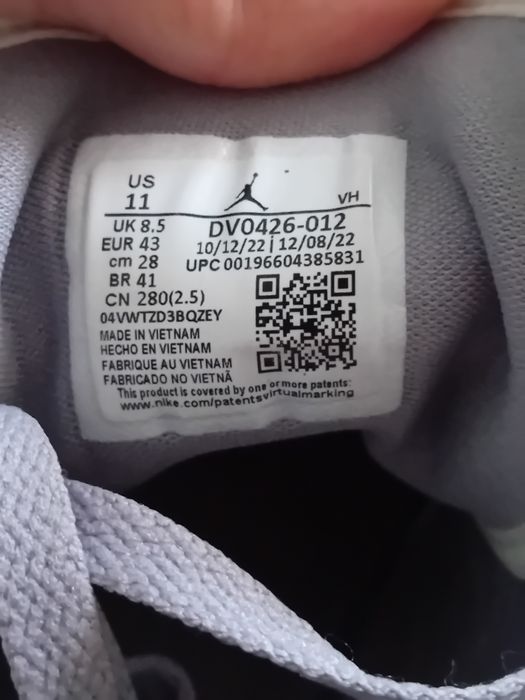 US
11
VH
UK 8.5
DV0426-012
EUR 43
10/12/22 | 12/08/22
cm 28
UPC 00196604385831
BR 41
CN 280(2.5)
04VWTZD3BQZEY
MADE IN VIETNAM
HECHO EN VIETNAM
FABRIQUE AU VIETNAM
FABRICADO NO VIETNÃ
This product is covered by one or more patents:
www.nike.com/patentsvirtualmarking